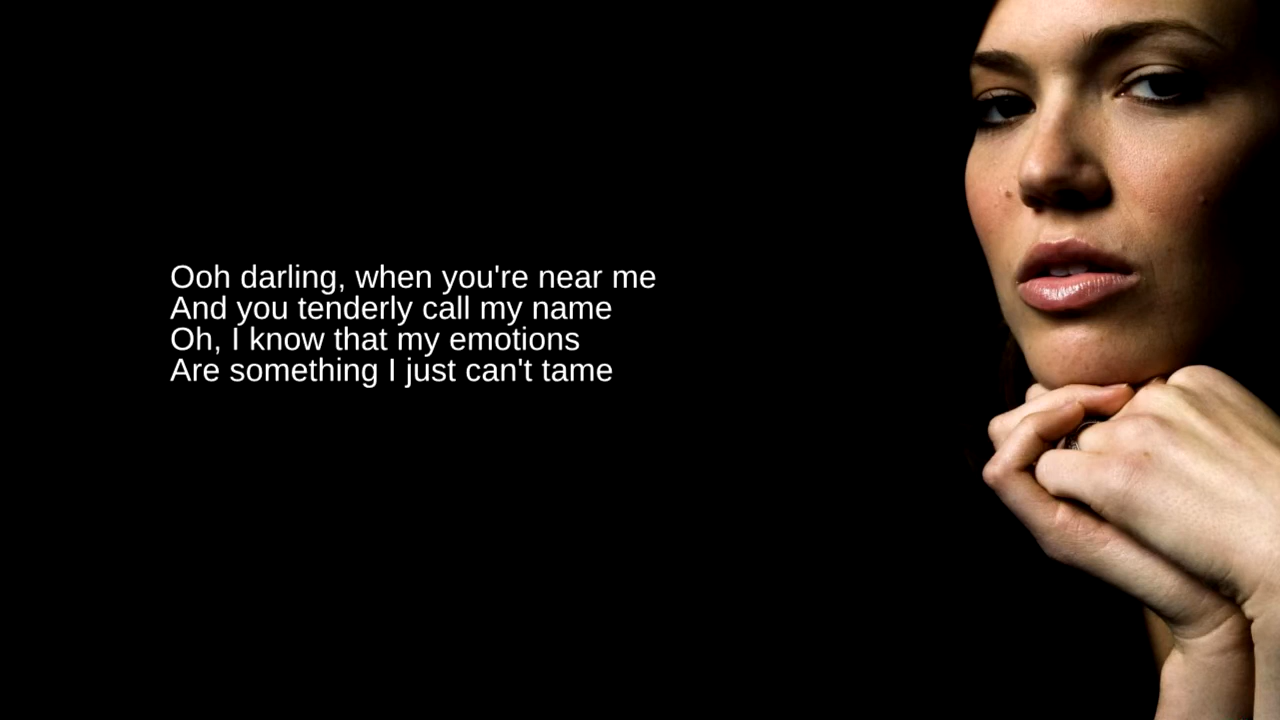 Ooh darling, when you're near me
And you tenderly call my name
Oh, I know that my emotions
Are something I just can't tame